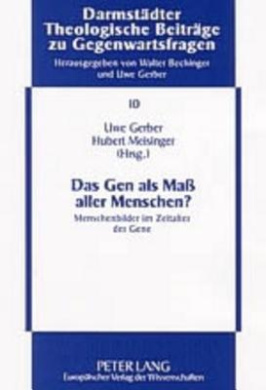 Darmstädter
Theologische Beiträge
zu Gegenwartsfragen
Herausgegeben von Walter Bechinger
und Uwe Gerber
10
Uwe Gerber
Hubert Meisinger
(Hrsg.)
Das Gen als Maß
aller Menschen?
Menschenbilder im Zeitalter
der Gene
PETER LANG
Europäischer Verlag der Wissenschaften